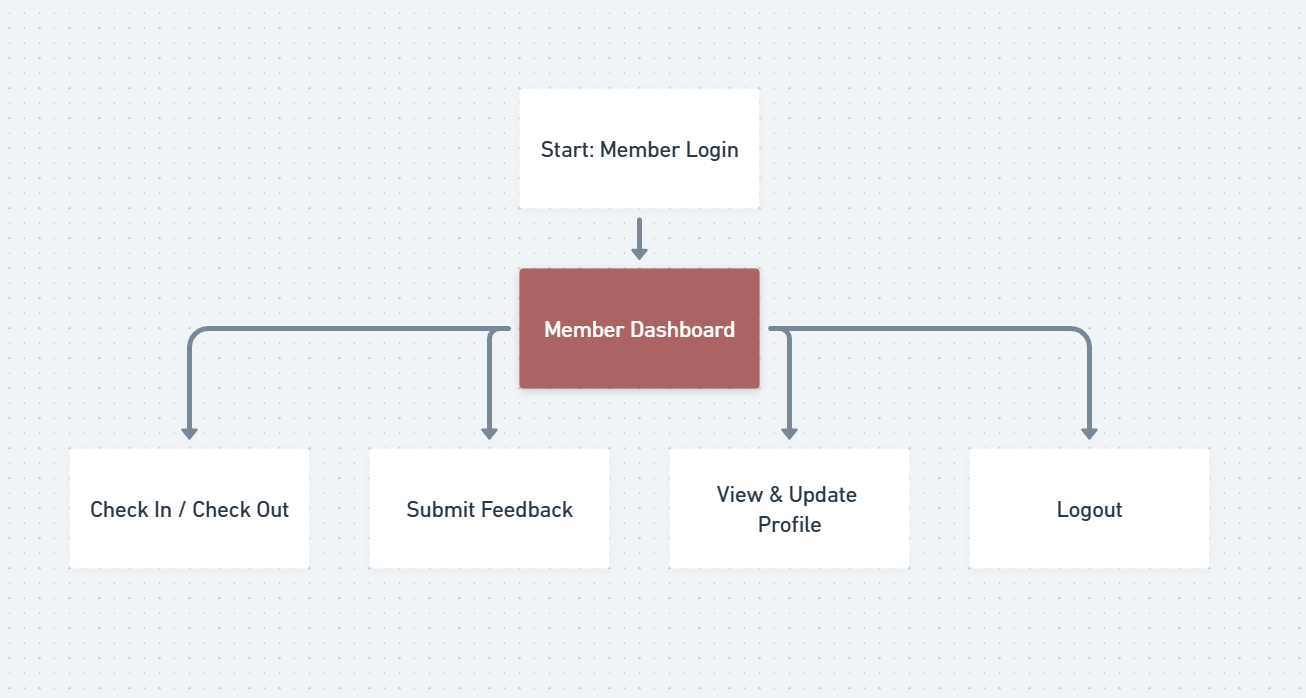 Start: Member Login
Member Dashboard
Check In / Check Out
Submit Feedback
View & Update
Profile
Logout